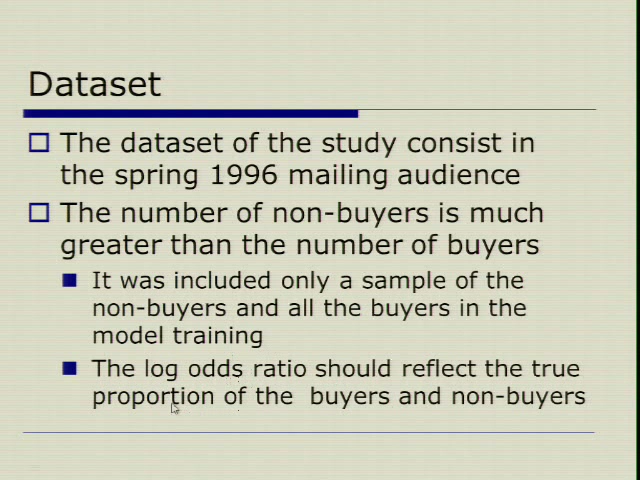 Dataset
The dataset of the study consist in
the spring 1996 mailing audience
The number of non-buyers is much
greater than the number of buyers
It was included only a sample of the
non-buyers and all the buyers in the
model training
The log odds ratio should reflect the true
proportion of the buyers and non-buyers